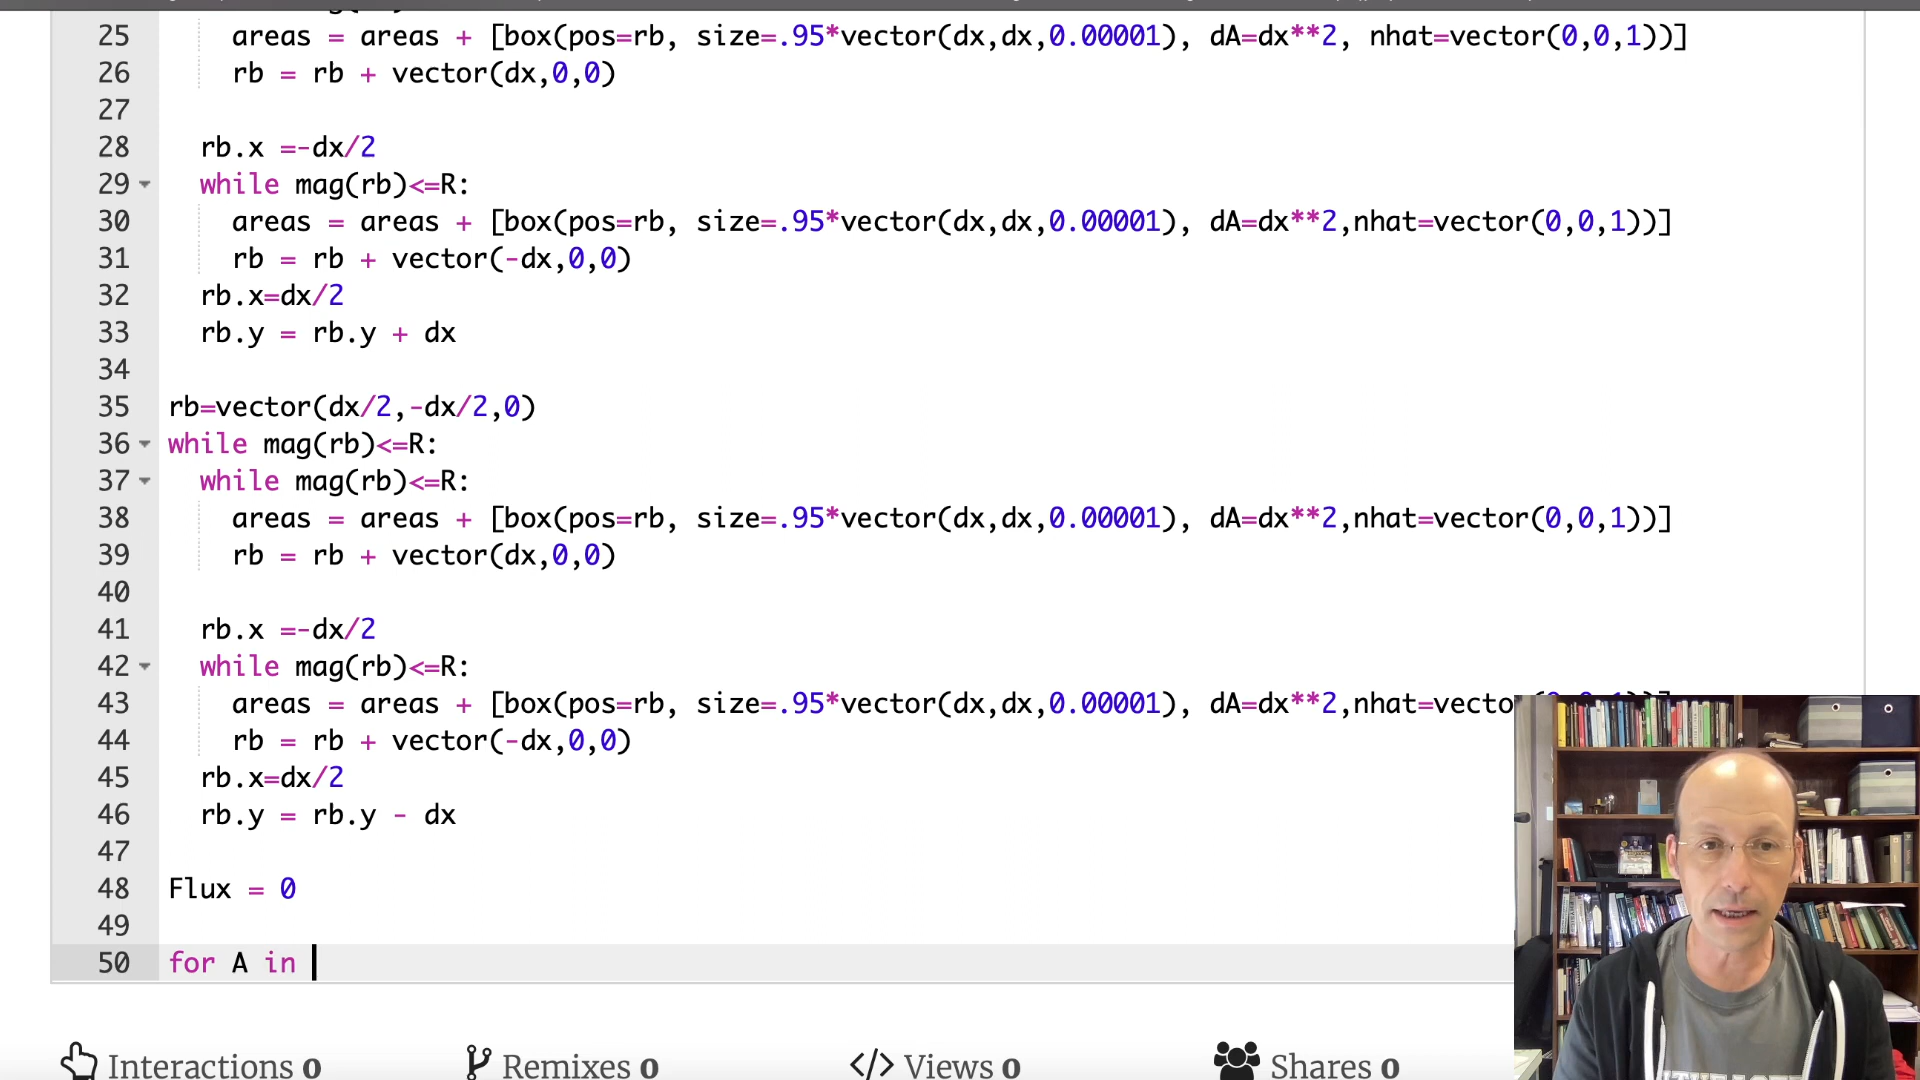 25 areas = areas + [box(pos=rb, size=.95*vector(dx,dx,0.00001), dA=dx**2, nhat=vector(0,0,1))]
26 rb = rb + vector(dx,0,0)
27
28 rb.x =-dx/2
29 while mag(rb)<=R:
30 areas = areas + [box(pos=rb, size=.95*vector(dx,dx,0.00001), dA=dx**2,nhat=vector(0,0,1))]
31 rb = rb + vector(-dx,0,0)
32 rb.x=dx/2
33 rb.y = rb.y + dx
34
35 rb=vector(dx/2,-dx/2,0)
36 while mag(rb)<=R:
37 while mag(rb)<=R:
38 areas = areas + [box(pos=rb, size=.95*vector(dx,dx,0.00001), dA=dx**2,nhat=vector(0,0,1))]
39 rb = rb + vector(dx,0,0)
40
41 rb.x =-dx/2
42 while mag(rb)<=R:
43 areas = areas + [box(pos=rb, size=.95*vector(dx,dx,0.00001), dA=dx**2,nhat=vecto
44 rb = rb + vector(-dx,0,0)
45 rb.x=dx/2
46 rb.y = rb.y - dx
47
48 Flux = 0
49
50 for A in
Interactions 0 Remixes 0 Views 0 Shares 0